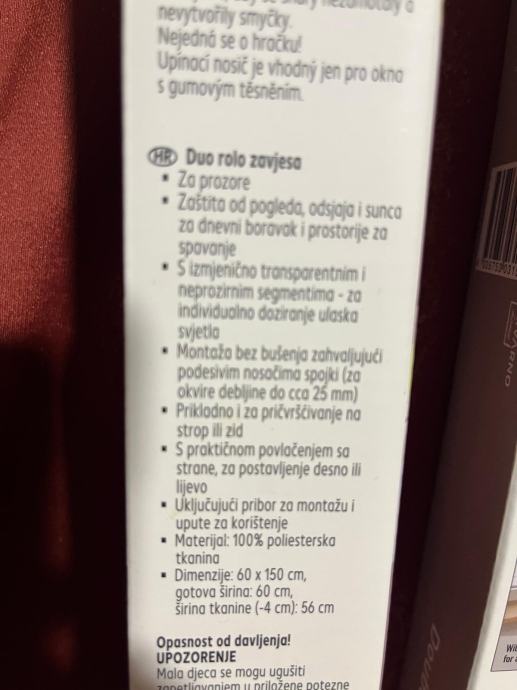 nevytvořily smyčky.
Nejedná se o hračku!
Upínací nosič je vhodný jen pro okna
s gumovým těsněním.
HR Duo rolo zavjesa
▪ Za prozore
▪ Zaštita od pogleda, odsjaja i sunca
za dnevni boravak i prostorije za
spavanje
▪ S izmjenično transparentnim i
neprozirnim segmentima - za
individualno doziranje ulaska
svjetla
▪ Montaža bez bušenja zahvaljujući
podesivim nosačima spojki (za
okvire debljine do cca 25 mm)
▪ Prikladno i za pričvršćivanje na
strop ili zid
▪ S praktičnom povlačenjem sa
strane, za postavljenje desno ili
lijevo
▪ Uključujući pribor za montažu i
upute za korištenje
▪ Materijal: 100% poliesterska
tkanina
▪ Dimenzije: 60 x 150 cm,
gotova širina: 60 cm,
širina tkanine (-4 cm): 56 cm
Opasnost od davljenja!
UPOZORENJE
Mala djeca se mogu ugušiti
zapetljavanjem u priložene potezne